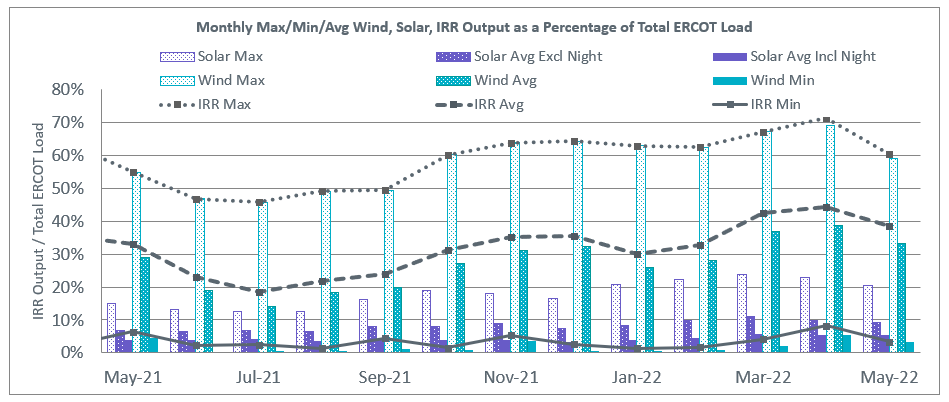 Monthly Max/Min/Avg Wind, Solar, IRR Output as a Percentage of Total ERCOT Load
Solar Max Solar Avg Excl Night Solar Avg Incl Night
Wind Max Wind Avg Wind Min
IRR Max IRR Avg IRR Min
IRR Output / Total ERCOT Load
80%
70%
60%
50%
40%
30%
20%
10%
0%
May-21 Jul-21 Sep-21 Nov-21 Jan-22 Mar-22 May-22